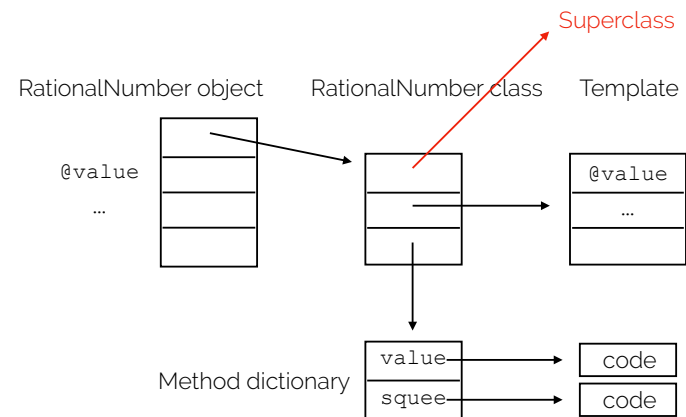 Superclass
RationalNumber object
RationalNumber class
Template
@value
…
@value
…
Method dictionary
value
code
squee
code